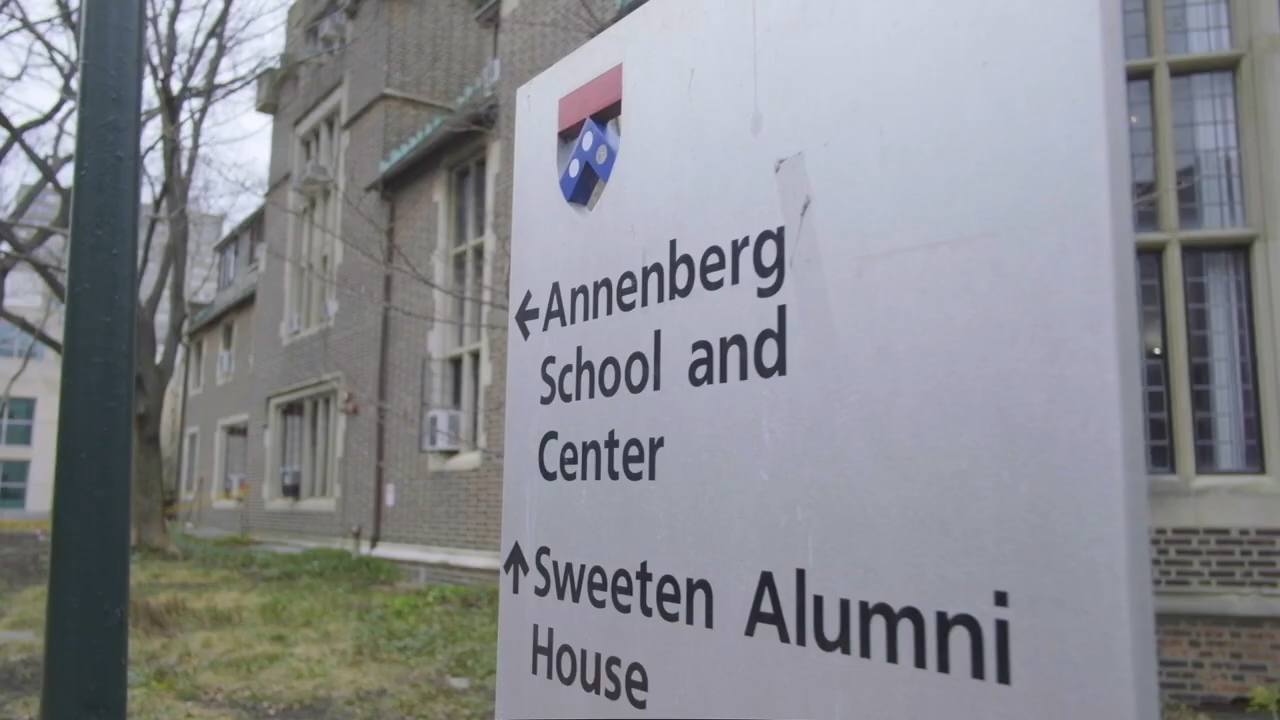 ←Annenberg
School and
Center
↑Sweeten Alumni
House